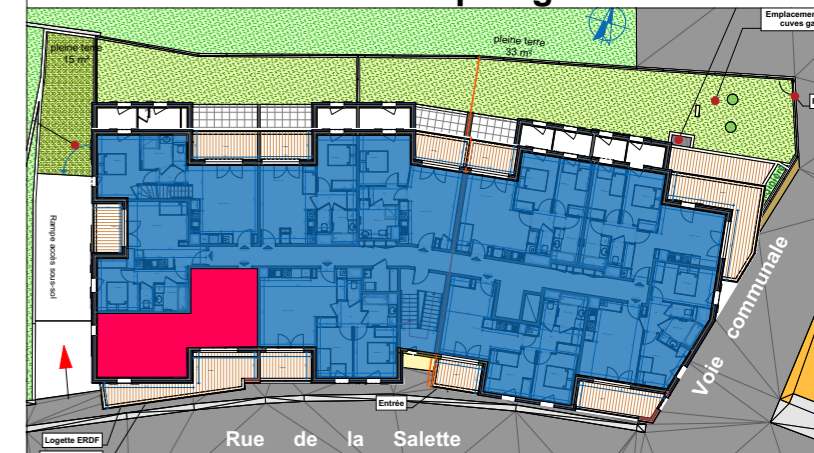 Emplacemen
cuves ga
pleine terre
15 m²
pleine terre
33 m²
Rampe accès sous-sol
Voie communale
Entrée
Logette ERDF
Rue de la Salette